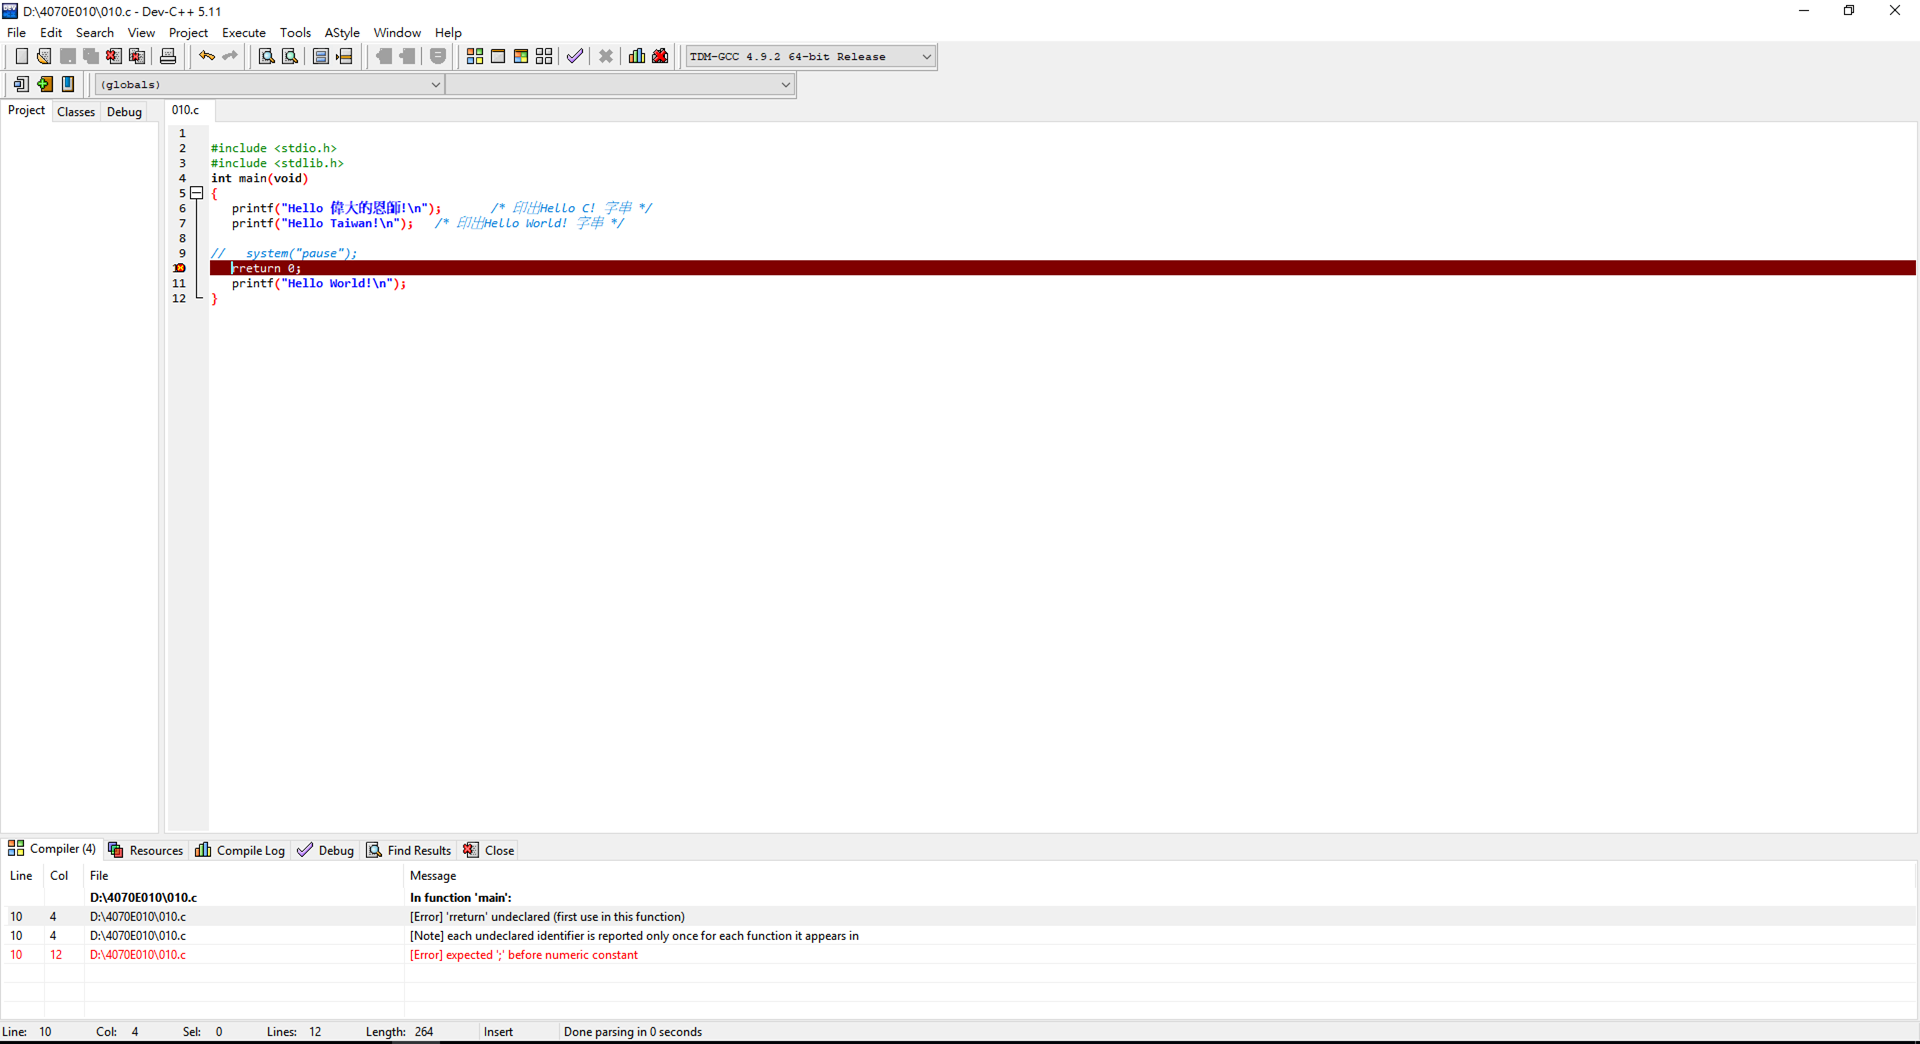 D:\4070E010\010.c - Dev-C++ 5.11
File Edit Search View Project Execute Tools AStyle Window Help
TDM-GCC 4.9.2 64-bit Release
(globals)
Project Classes Debug 010.c
1
2 #include <stdio.h>
3 #include <stdlib.h>
4 int main(void)
5 {
6 printf("Hello 偉大的恩師!\n"); /* 印出Hello C! 字串 */
7 printf("Hello Taiwan!\n"); /* 印出Hello World! 字串 */
8
9 // system("pause");
rreturn 0;
11 printf("Hello World!\n");
12 }
Compiler (4) Resources Compile Log Debug Find Results Close
Line Col File Message
D:\4070E010\010.c In function 'main':
10 4 D:\4070E010\010.c [Error] 'rreturn' undeclared (first use in this function)
10 4 D:\4070E010\010.c [Note] each undeclared identifier is reported only once for each function it appears in
10 12 D:\4070E010\010.c [Error] expected ';' before numeric constant
Line: 10 Col: 4 Sel: 0 Lines: 12 Length: 264 Insert Done parsing in 0 seconds